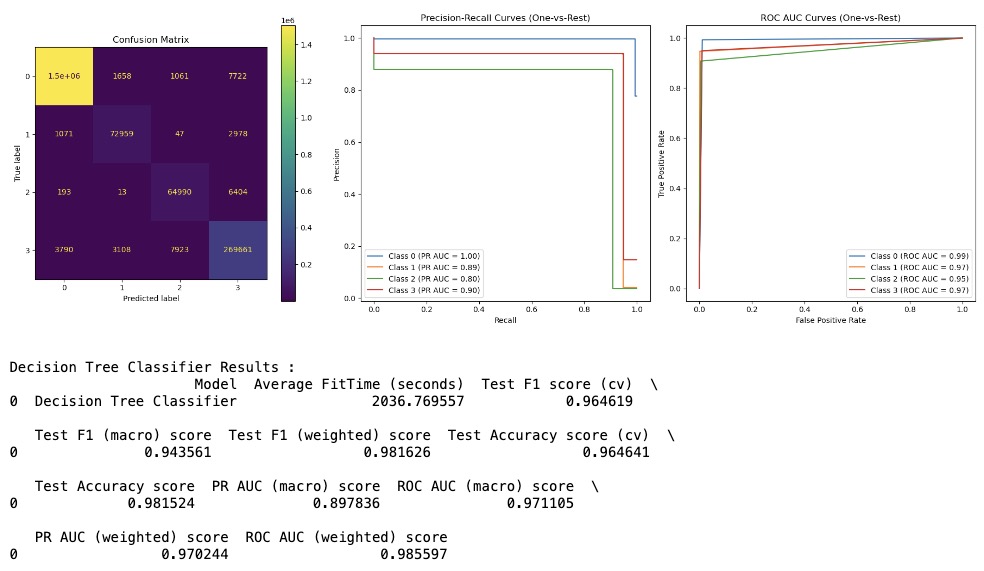 Confusion Matrix
1e6
0 1.5e+06 1658 1061 7722
1 1071 72959 47 2978
2 193 13 64990 6404
3 3790 3108 7923 269661
0 1 2 3
True label
Predicted label
1.4
1.2
1.0
0.8
0.6
0.4
0.2
Precision-Recall Curves (One-vs-Rest)
1.0
0.8
0.6
0.4
0.2
0.0
Precision
Class 0 (PR AUC = 1.00)
Class 1 (PR AUC = 0.89)
Class 2 (PR AUC = 0.80)
Class 3 (PR AUC = 0.90)
0.0 0.2 0.4 0.6 0.8 1.0
Recall
ROC AUC Curves (One-vs-Rest)
1.0
0.8
0.6
0.4
0.2
0.0
True Positive Rate
Class 0 (ROC AUC = 0.99)
Class 1 (ROC AUC = 0.97)
Class 2 (ROC AUC = 0.95)
Class 3 (ROC AUC = 0.97)
0.0 0.2 0.4 0.6 0.8 1.0
False Positive Rate
Decision Tree Classifier Results :
Model Average FitTime (seconds) Test F1 score (cv) \
0 Decision Tree Classifier 2036.769557 0.964619
Test F1 (macro) score Test F1 (weighted) score Test Accuracy score (cv) \
0 0.943561 0.981626 0.964641
Test Accuracy score PR AUC (macro) score ROC AUC (macro) score \
0 0.981524 0.897836 0.971105
PR AUC (weighted) score ROC AUC (weighted) score
0 0.970244 0.985597